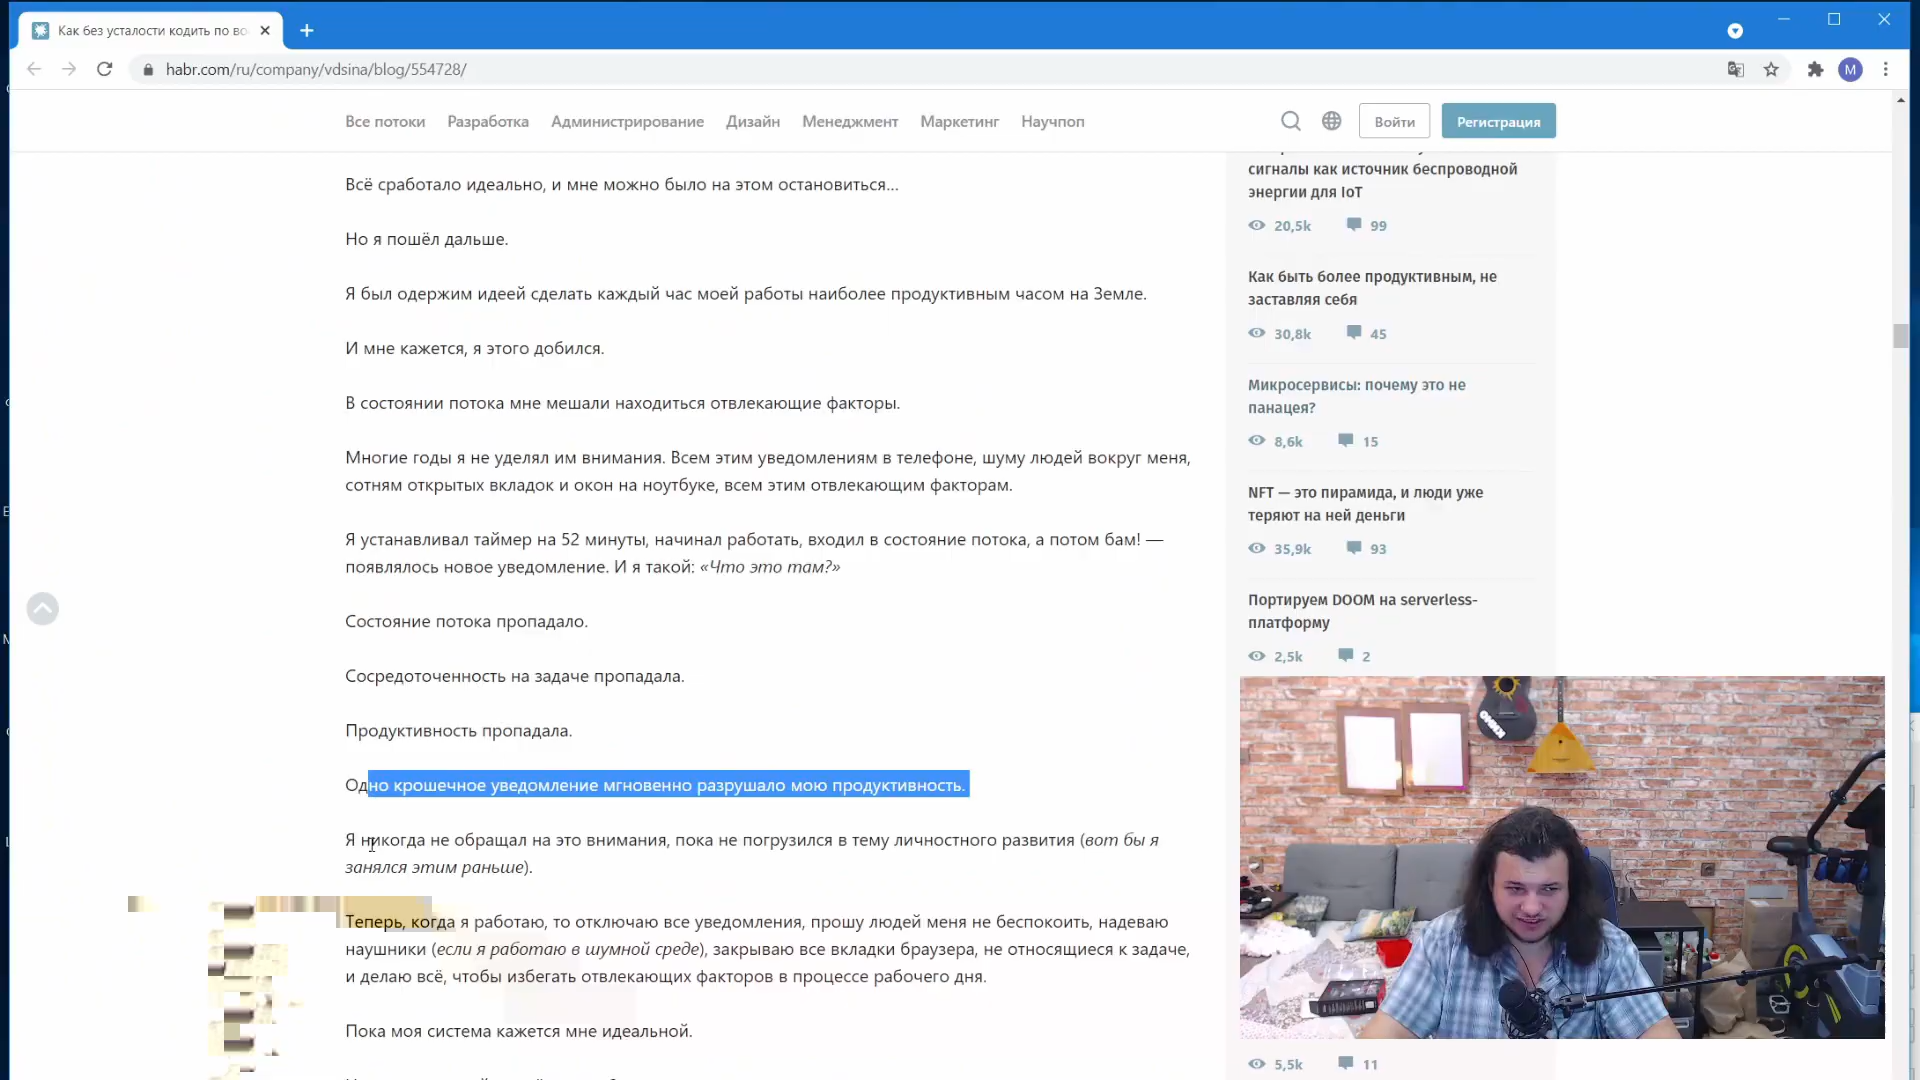 Как без усталости кодить по во
habr.com/ru/company/vdsina/blog/554728/
M
Все потоки Разработка Администрирование Дизайн Менеджмент Маркетинг Научпоп
Войти
Регистрация
Всё сработало идеально, и мне можно было на этом остановиться...
Но я пошёл дальше.
Я был одержим идеей сделать каждый час моей работы наиболее продуктивным часом на Земле.
И мне кажется, я этого добился.
В состоянии потока мне мешали находиться отвлекающие факторы.
Многие годы я не уделял им внимания. Всем этим уведомлениям в телефоне, шуму людей вокруг меня,
сотням открытых вкладок и окон на ноутбуке, всем этим отвлекающим факторам.
Я устанавливал таймер на 52 минуты, начинал работать, входил в состояние потока, а потом бам! —
появлялось новое уведомление. И я такой: «Что это там?»
Состояние потока пропадало.
Сосредоточенность на задаче пропадала.
Продуктивность пропадала.
Одно крошечное уведомление мгновенно разрушало мою продуктивность.
Я никогда не обращал на это внимания, пока не погрузился в тему личностного развития (вот бы я
занялся этим раньше).
Теперь, когда я работаю, то отключаю все уведомления, прошу людей меня не беспокоить, надеваю
наушники (если я работаю в шумной среде), закрываю все вкладки браузера, не относящиеся к задаче,
и делаю всё, чтобы избегать отвлекающих факторов в процессе рабочего дня.
Пока моя система кажется мне идеальной.
сигналы как источник беспроводной
энергии для IoT
20,5k 99
Как быть более продуктивным, не
заставляя себя
30,8k 45
Микросервисы: почему это не
панацея?
8,6k 15
NFT — это пирамида, и люди уже
теряют на ней деньги
35,9k 93
Портируем DOOM на serverless-
платформу
2,5k 2
5,5k 11